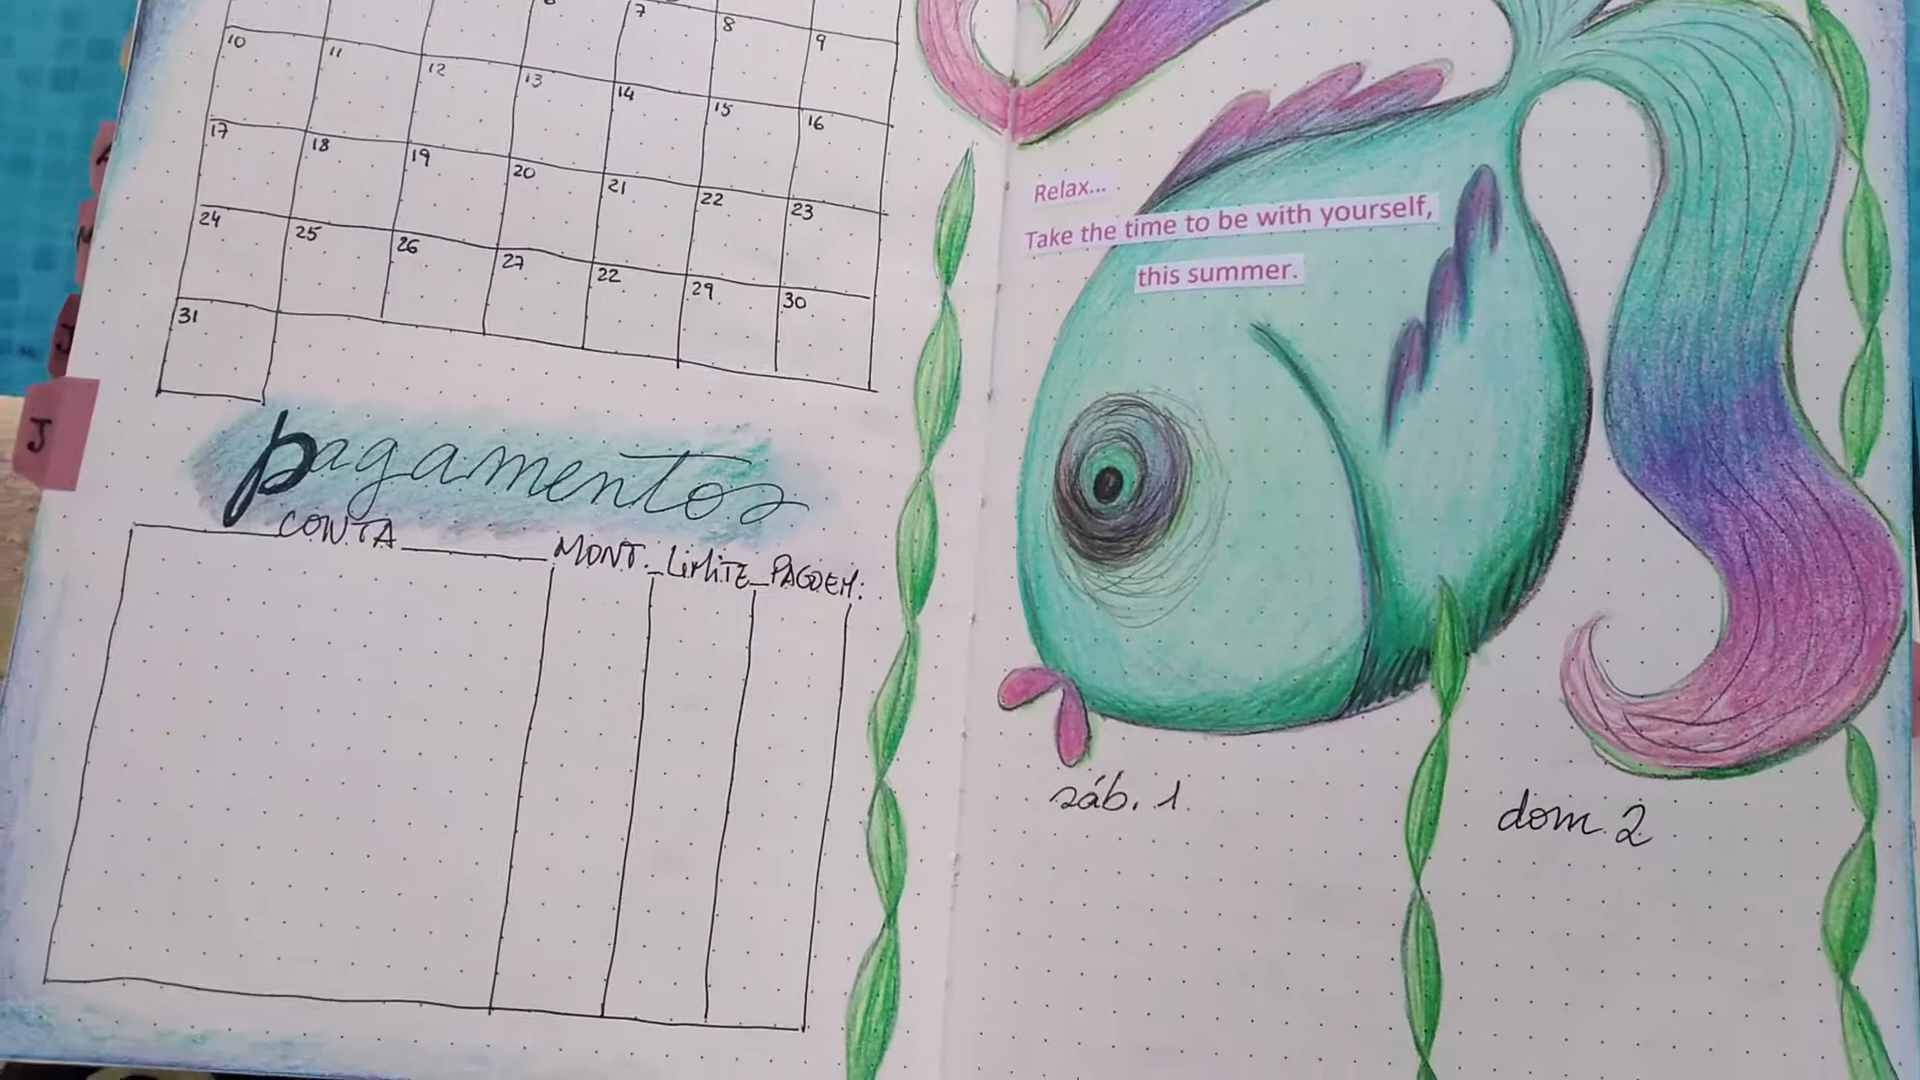 7 8 9
10 11 12 13 14 15 16
17 18 19 20 21 22 23
24 25 26 27 22 29 30
31
J
pagamentos
CONTA MONT. LIMITE PAGOEM:
Relax...
Take the time to be with yourself,
this summer.
sáb. 1
dom. 2